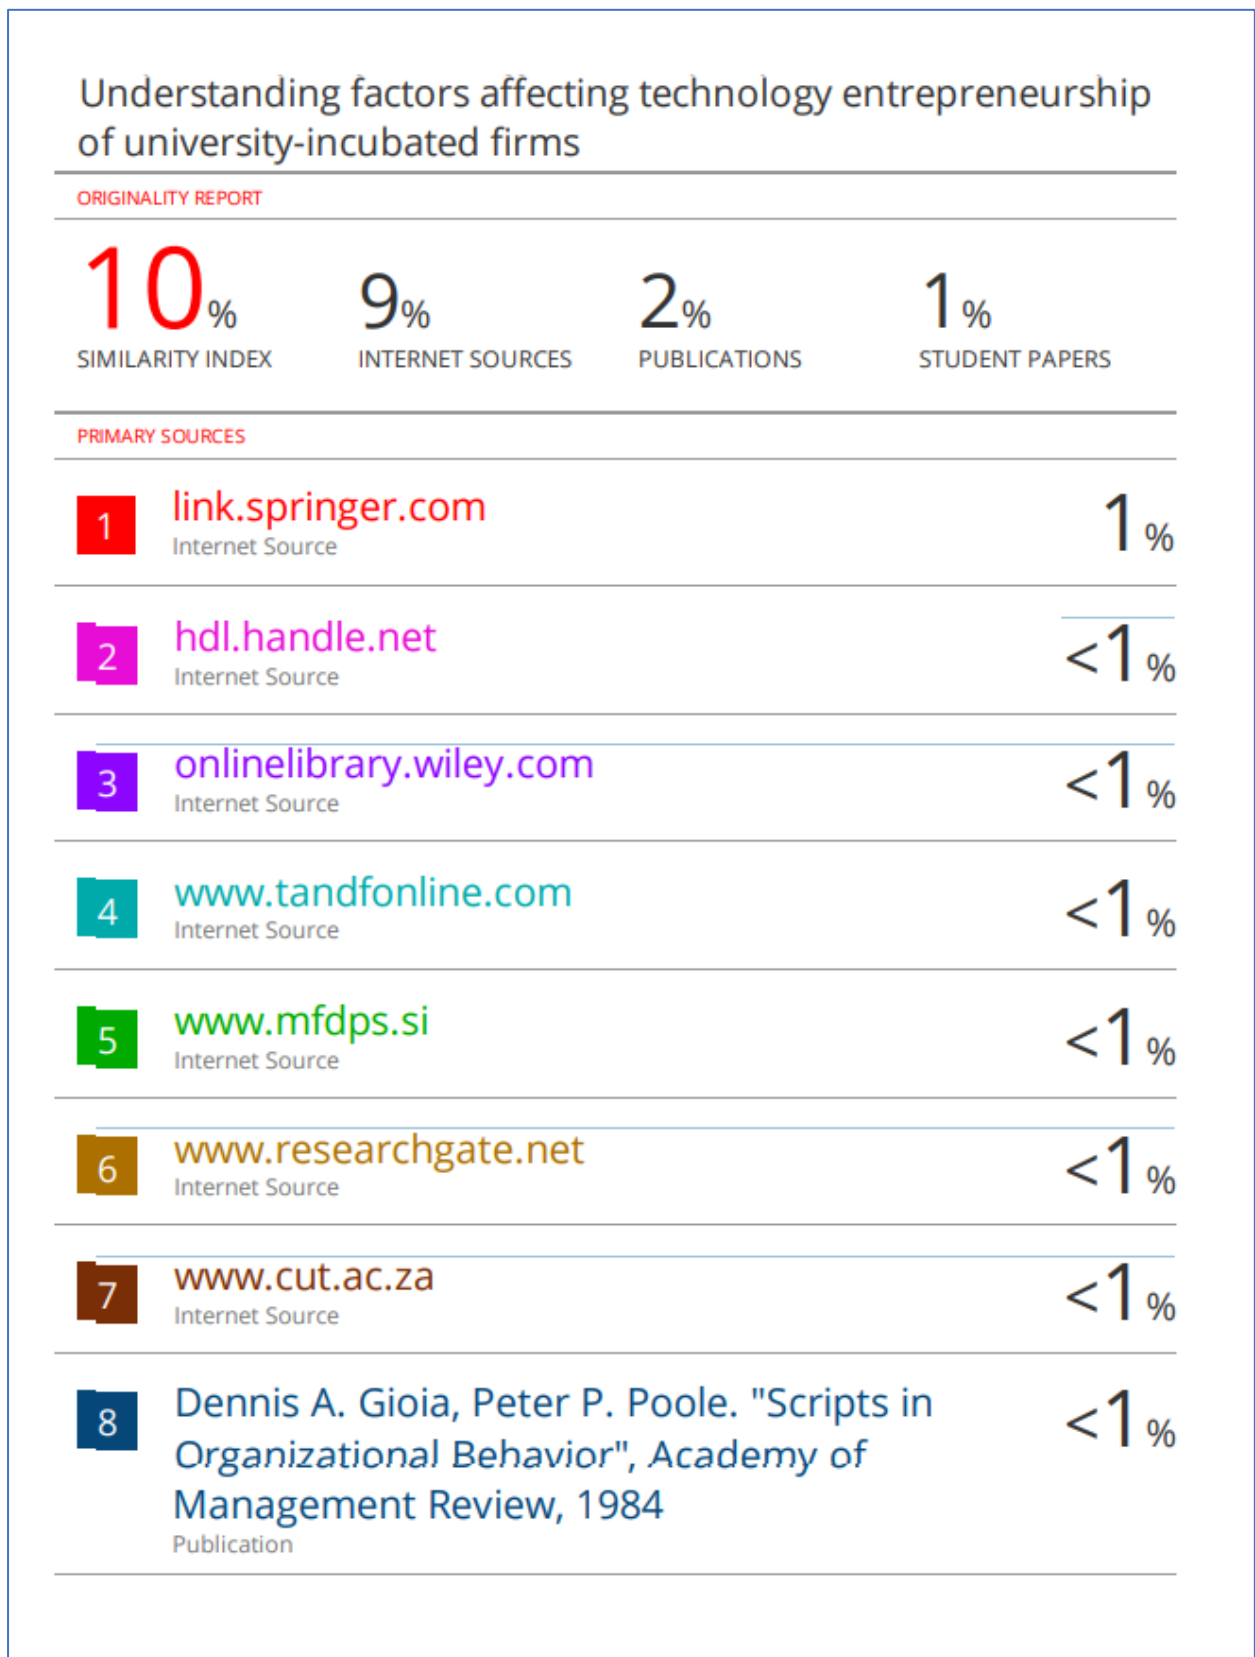 Understanding factors affecting technology entrepreneurship
of university-incubated firms
ORIGINALITY REPORT
10% 9% 2% 1%
SIMILARITY INDEX INTERNET SOURCES PUBLICATIONS STUDENT PAPERS
PRIMARY SOURCES
1 link.springer.com 1%
Internet Source
2 hdl.handle.net <1%
Internet Source
3 onlinelibrary.wiley.com <1%
Internet Source
4 www.tandfonline.com <1%
Internet Source
5 www.mfdps.si <1%
Internet Source
6 www.researchgate.net <1%
Internet Source
7 www.cut.ac.za <1%
Internet Source
8 Dennis A. Gioia, Peter P. Poole. "Scripts in <1%
Organizational Behavior", Academy of
Management Review, 1984
Publication